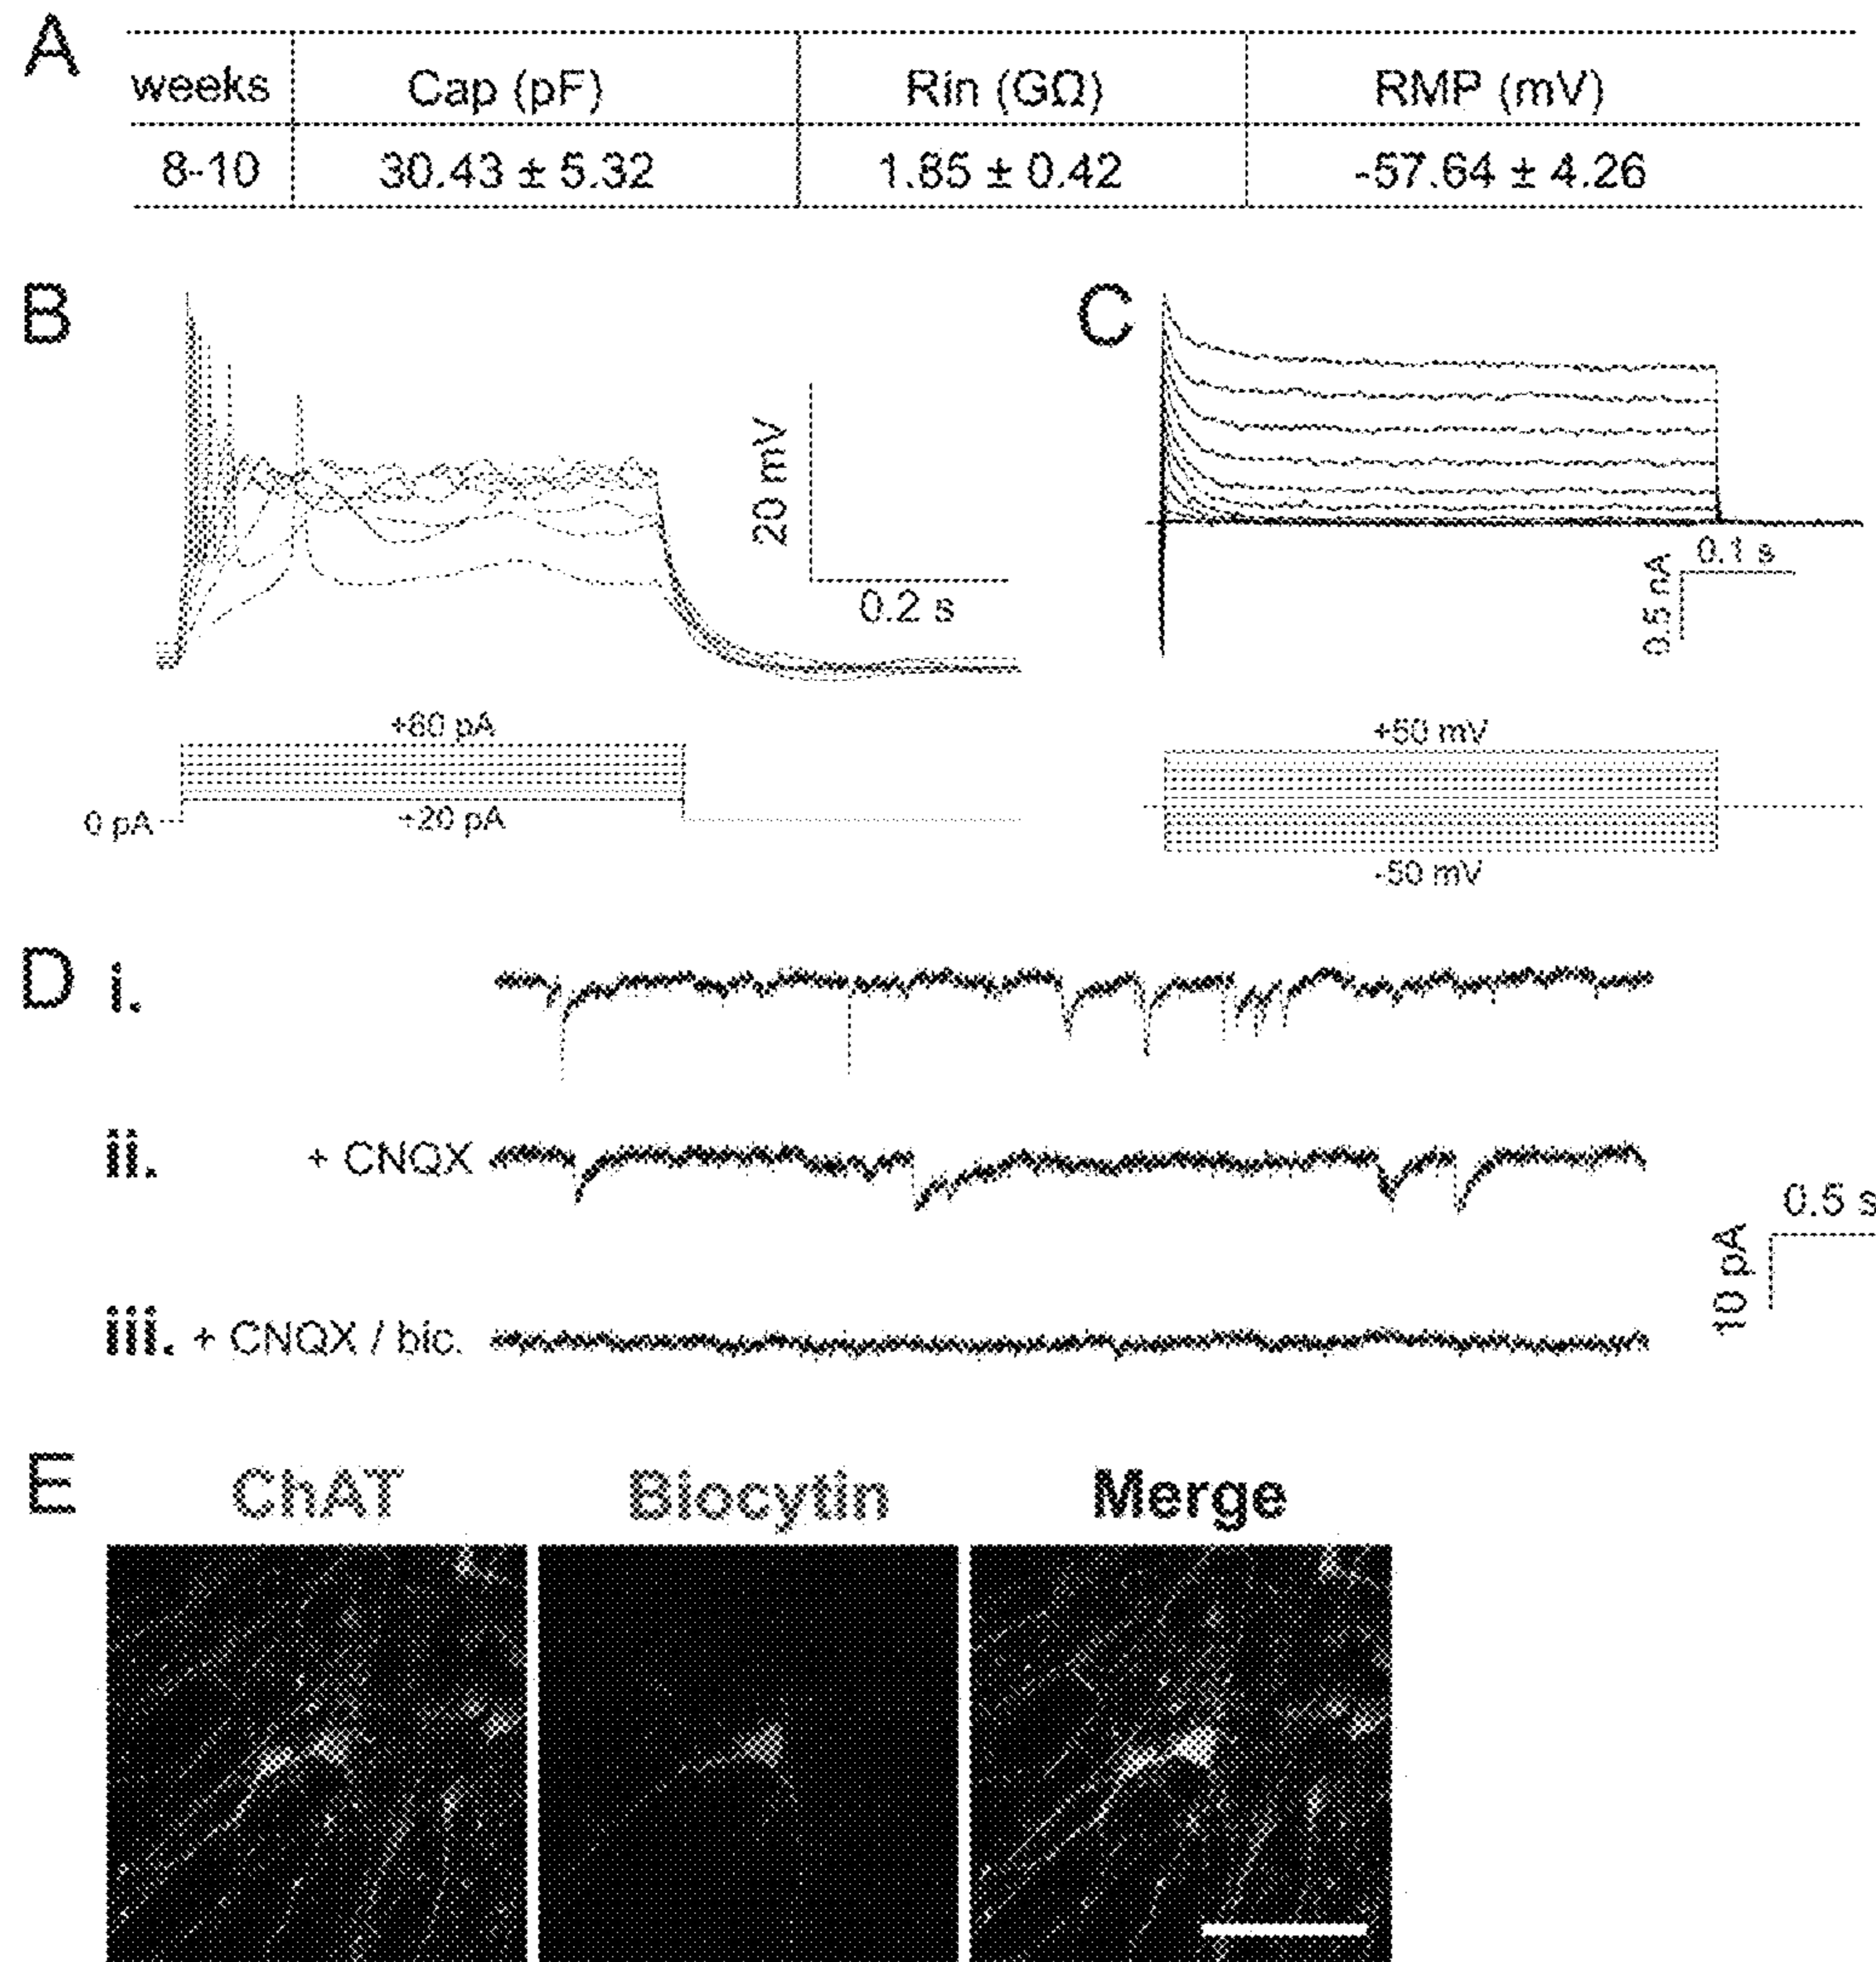 A
weeks Cap (pF) Rin (GΩ) RMP (mV)
8-10 30.43 ± 5.32 1.85 ± 0.42 -57.64 ± 4.26
B
20 mV
0.2 s
+60 pA
0 pA
+20 pA
C
0.1 s
0.5 nA
+50 mV
-50 mV
D
i.
ii. + CNQX
iii. + CNQX / bic.
0.5 s
10 pA
E
ChAT Biocytin Merge